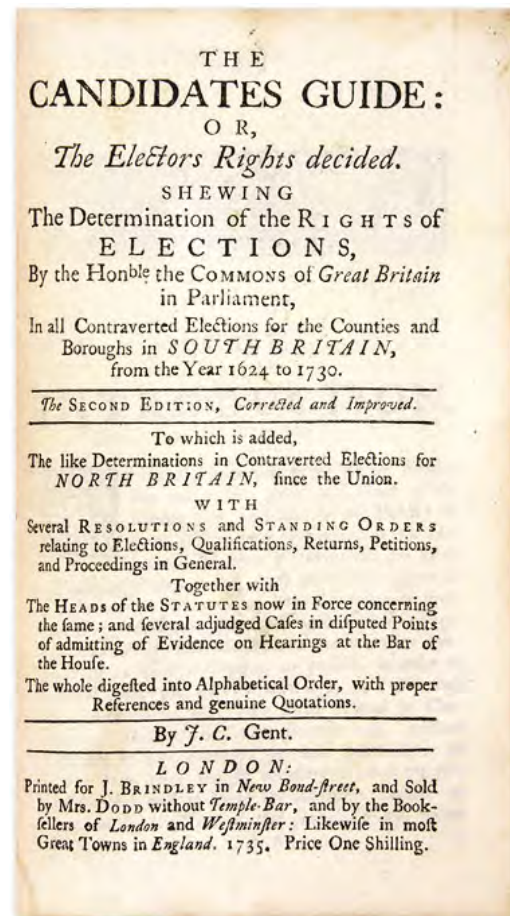 THE
CANDIDATES GUIDE:
OR,
The Electors Rights decided.
SHEWING
The Determination of the RIGHTS of
ELECTIONS,
By the Honble the COMMONS of Great Britain
in Parliament,
In all Contraverted Elections for the Counties and
Boroughs in SOUTH BRITAIN,
from the Year 1624 to 1730.
The SECOND EDITION, Corrected and Improved.
To which is added,
The like Determinations in Contraverted Elections for
NORTH BRITAIN, ſince the Union.
WITH
Several RESOLUTIONS and STANDING ORDERS
relating to Elections, Qualifications, Returns, Petitions,
and Proceedings in General.
Together with
The HEADS of the STATUTES now in Force concerning
the ſame; and ſeveral adjudged Caſes in diſputed Points
of admitting of Evidence on Hearings at the Bar of
the Houſe.
The whole digeſted into Alphabetical Order, with proper
References and genuine Quotations.
By J. C. Gent.
LONDON:
Printed for J. BRINDLEY in New Bond-ſtreet, and Sold
by Mrs. DODD without Temple-Bar, and by the Book-
ſellers of London and Weſtminſter: Likewiſe in moſt
Great Towns in England. 1735. Price One Shilling.